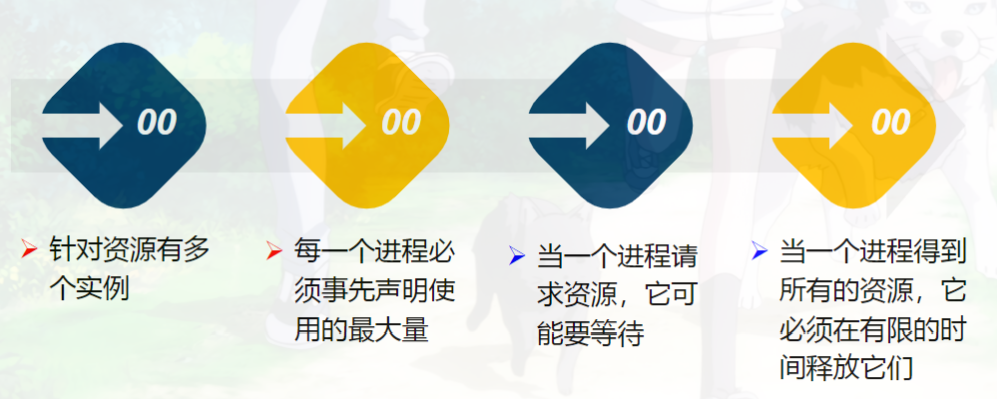 00
00
00
00
针对资源有多
个实例
每一个进程必
须事先声明使
用的最大量
当一个进程请
求资源，它可
能要等待
当一个进程得到
所有的资源，它
必须在有限的时
间释放它们